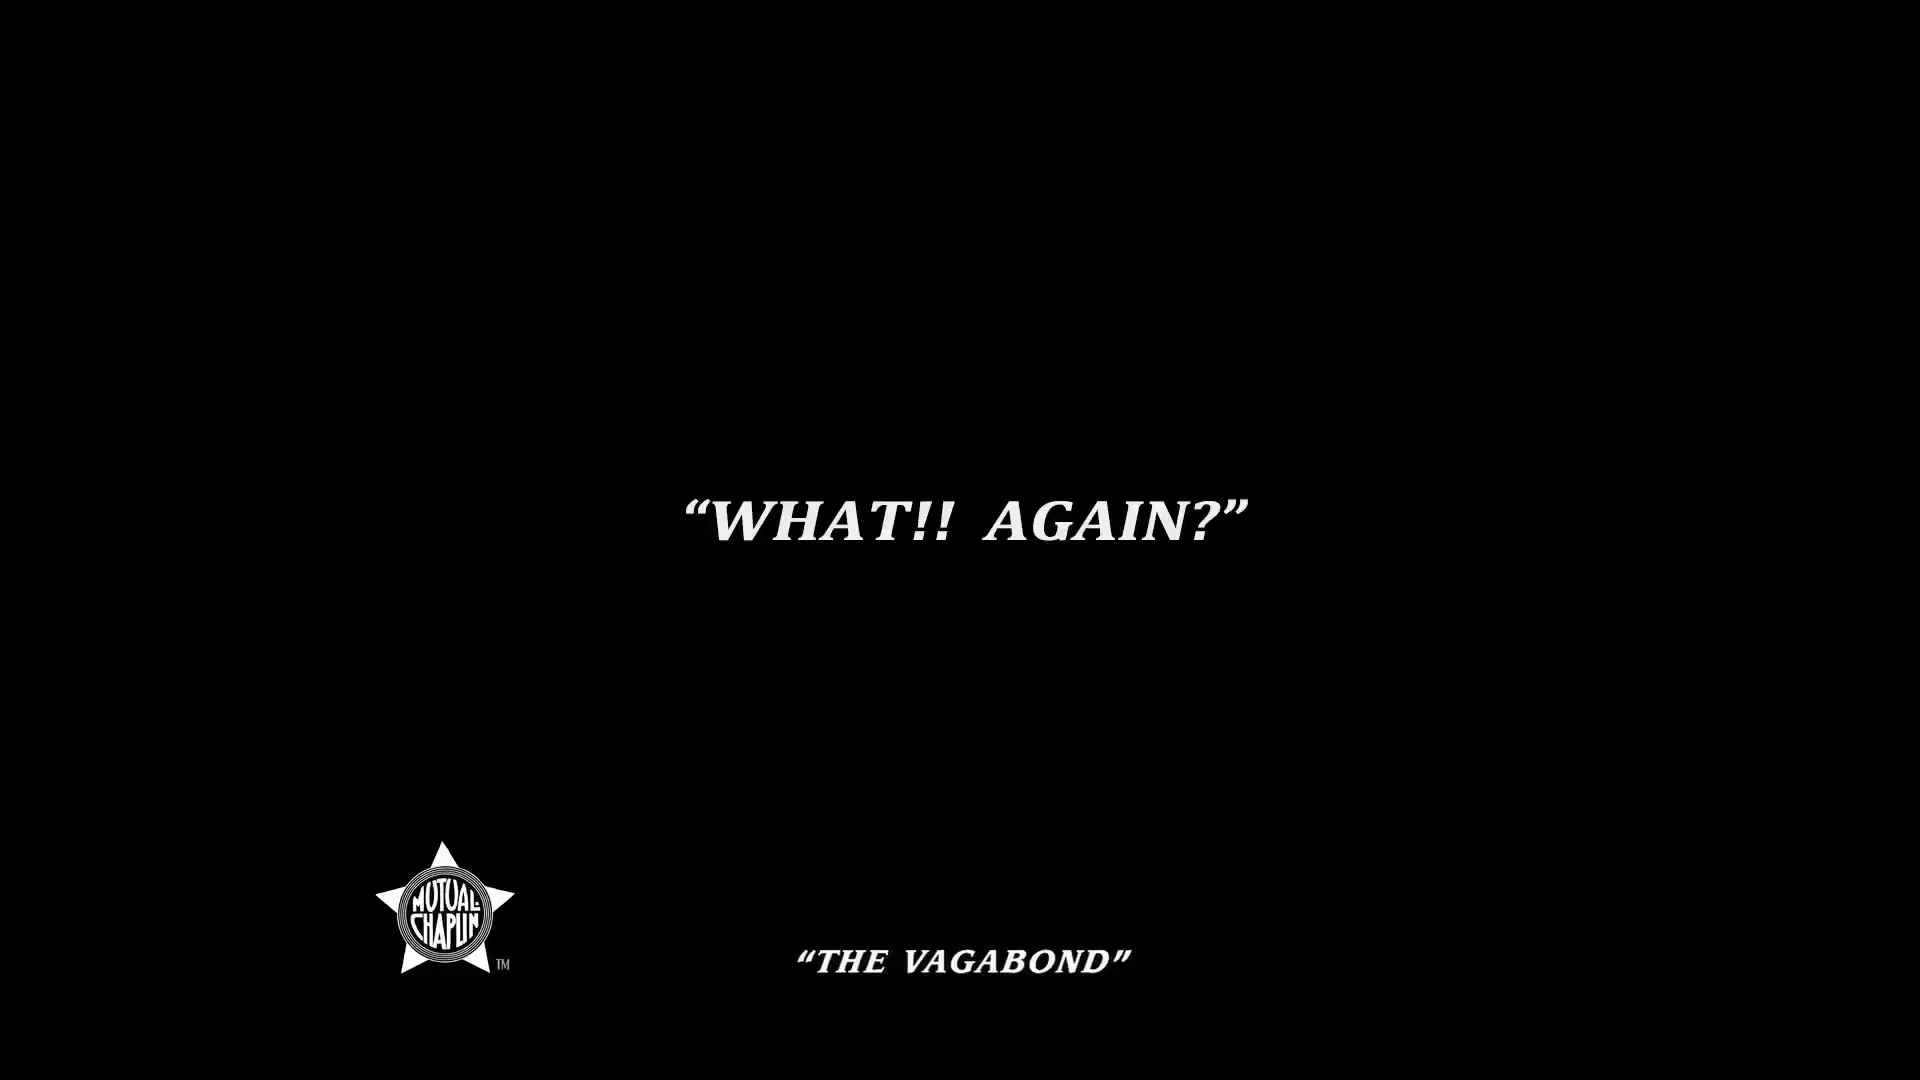 “WHAT!! AGAIN?”
MUTUAL-
CHAPLIN
TM
“THE VAGABOND”